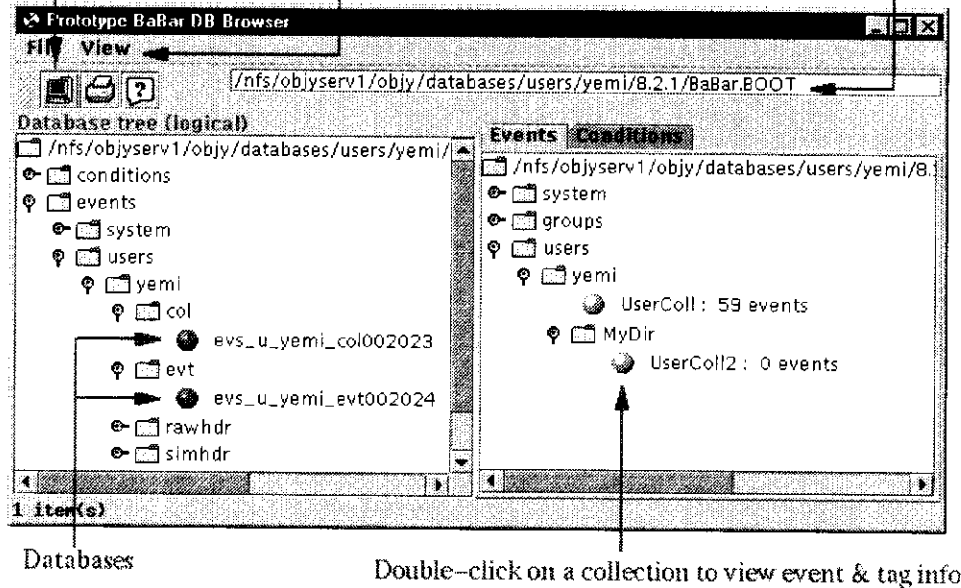 Prototype BaBar DB Browser
File View
/nfs/objyserv1/objy/databases/users/yemi/8.2.1/BaBar.BOOT
Database tree (logical)
/nfs/objyserv1/objy/databases/users/yemi/
conditions
events
system
users
yemi
col
evs_u_yemi_col002023
evt
evs_u_yemi_evt002024
rawhdr
simhdr
Events Conditions
/nfs/objyserv1/objy/databases/users/yemi/8.
system
groups
users
yemi
UserColl : 59 events
MyDir
UserColl2 : 0 events
1 item(s)
Databases
Double-click on a collection to view event & tag info